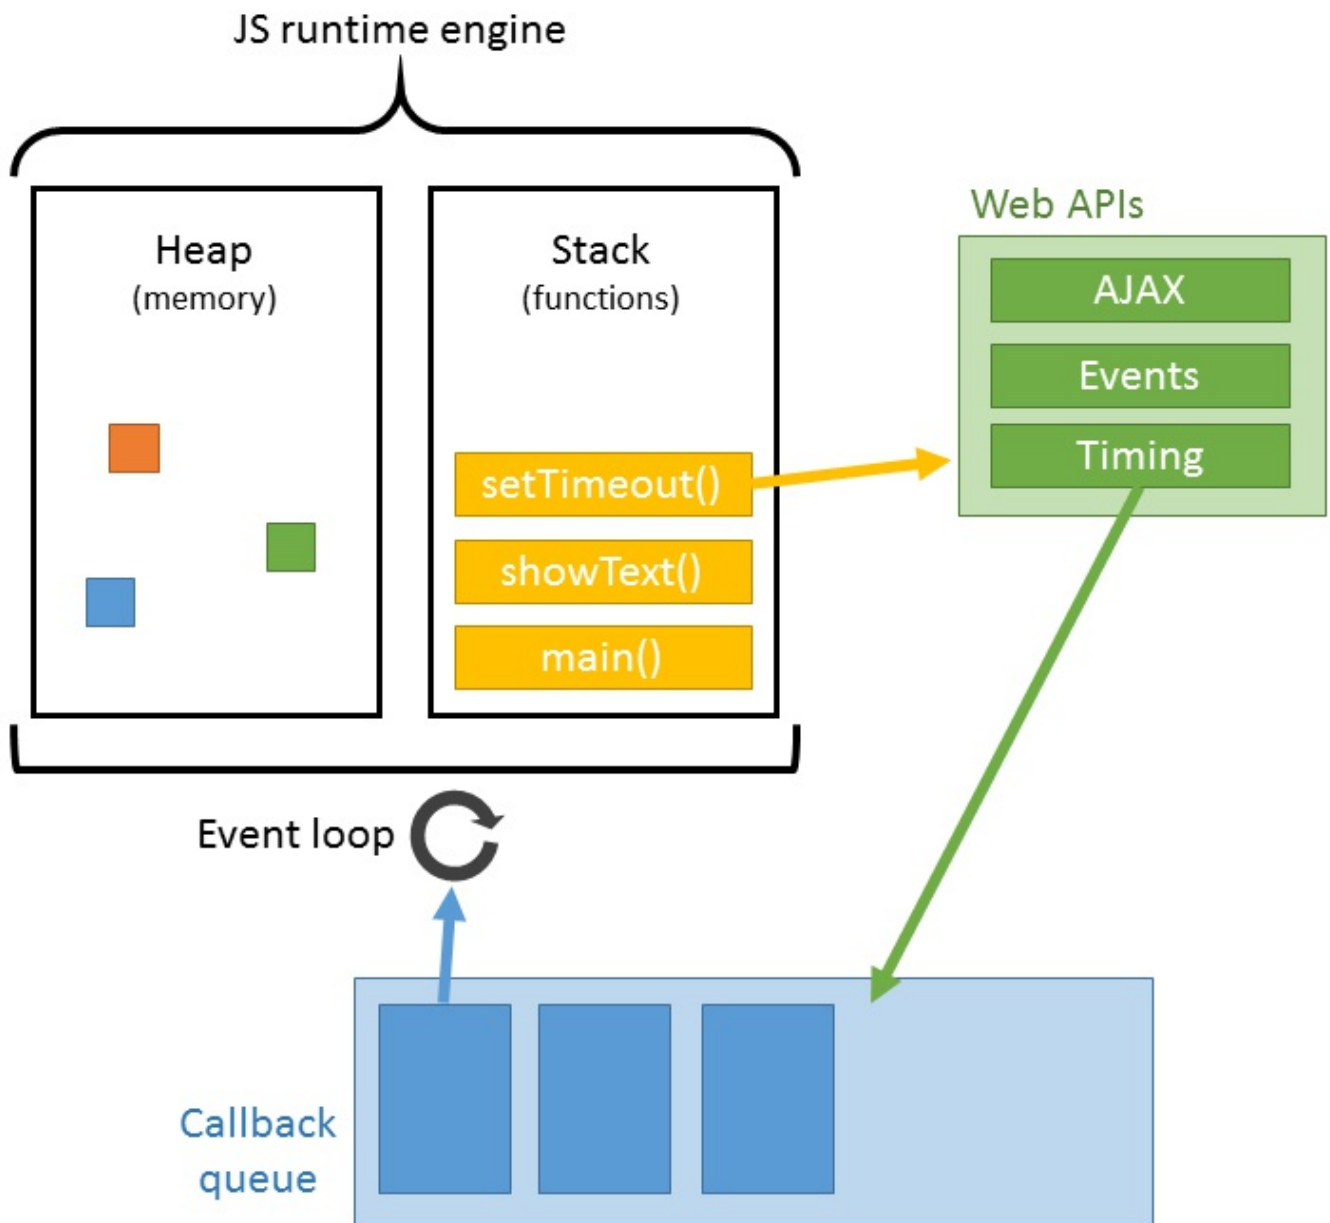 JS runtime engine
Heap
(memory)
Stack
(functions)
setTimeout()
showText()
main()
Web APIs
AJAX
Events
Timing
Event loop
Callback
queue